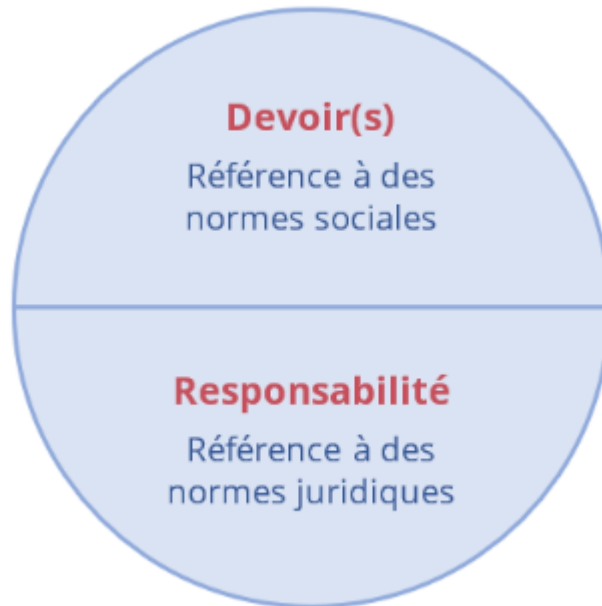 Devoir(s)
Référence à des
normes sociales
Responsabilité
Référence à des
normes juridiques